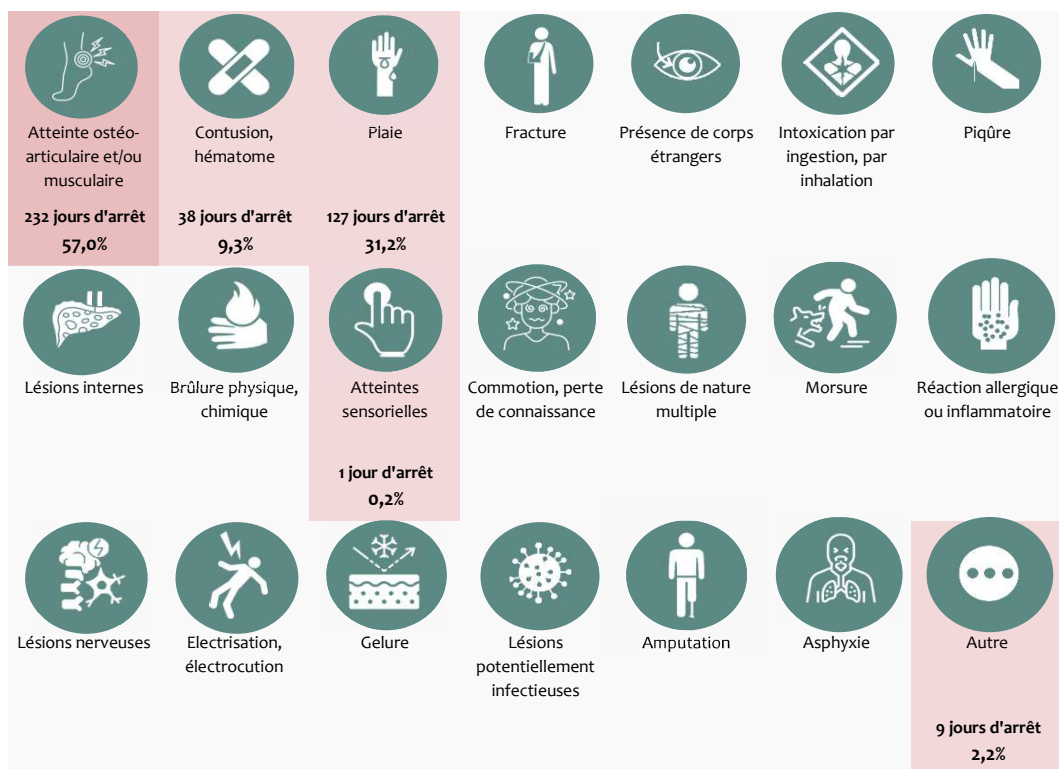 Atteinte ostéo-
articulaire et/ou
musculaire
232 jours d'arrêt
57,0%
Contusion,
hématome
38 jours d'arrêt
9,3%
Plaie
127 jours d'arrêt
31,2%
Fracture
Présence de corps
étrangers
Intoxication par
ingestion, par
inhalation
Piqûre
Lésions internes
Brûlure physique,
chimique
Atteintes
sensorielles
1 jour d'arrêt
0,2%
Commotion, perte
de connaissance
Lésions de nature
multiple
Morsure
Réaction allergique
ou inflammatoire
Lésions nerveuses
Electrisation,
électrocution
Gelure
Lésions
potentiellement
infectieuses
Amputation
Asphyxie
Autre
9 jours d'arrêt
2,2%